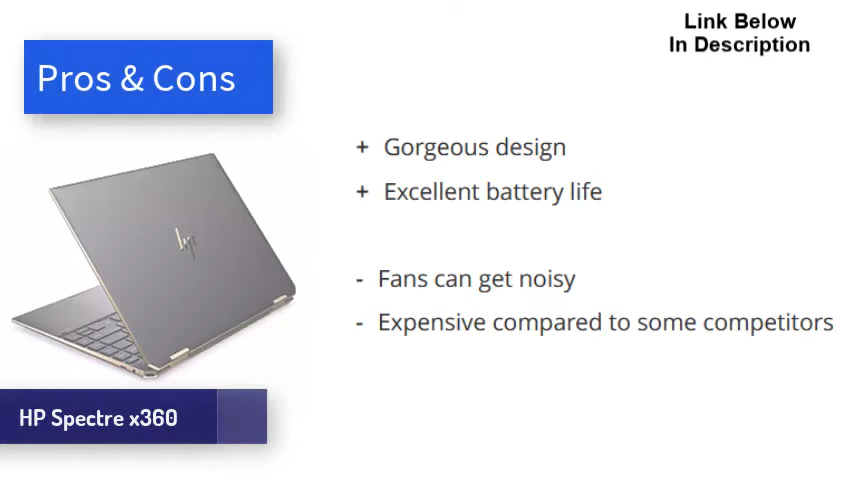 Link Below
In Description
Pros & Cons
+ Gorgeous design
+ Excellent battery life
- Fans can get noisy
- Expensive compared to some competitors
hp
HP Spectre x360